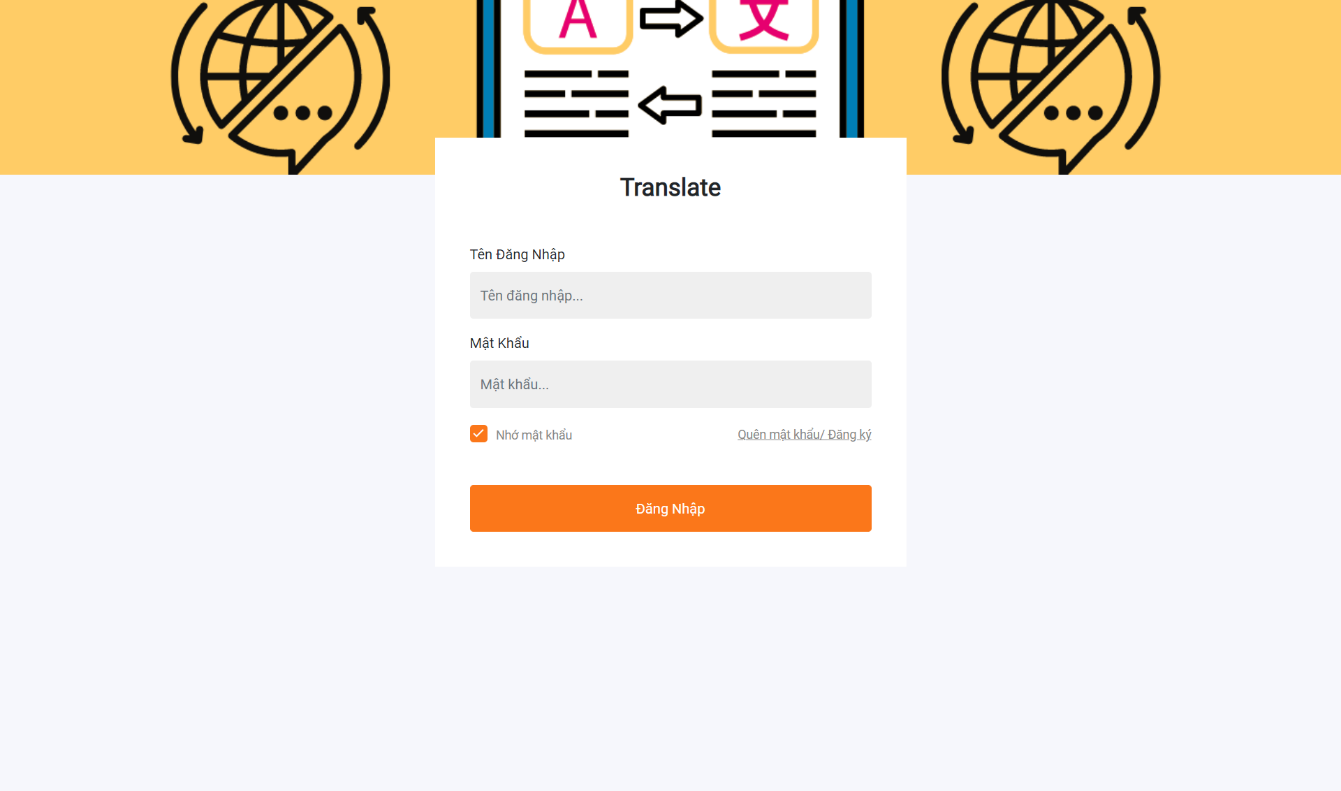 A 文
Translate
Tên Đăng Nhập
Tên đăng nhập...
Mật Khẩu
Mật khẩu...
Nhớ mật khẩu Quên mật khẩu/ Đăng ký
Đăng Nhập